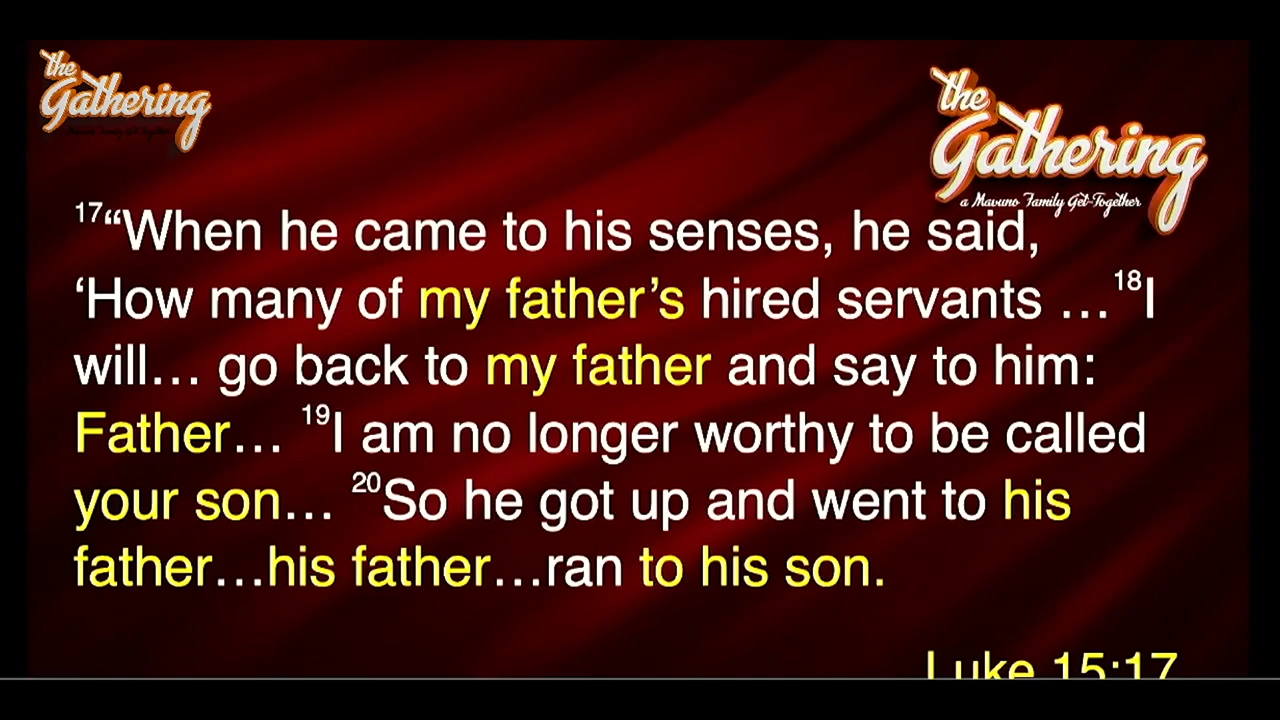 the
Gathering
the
Gathering
a Mavuno Family Get-Together
17“When he came to his senses, he said,
‘How many of my father’s hired servants …18I
will… go back to my father and say to him:
Father… 19I am no longer worthy to be called
your son… 20So he got up and went to his
father…his father…ran to his son.
Luke 15:17